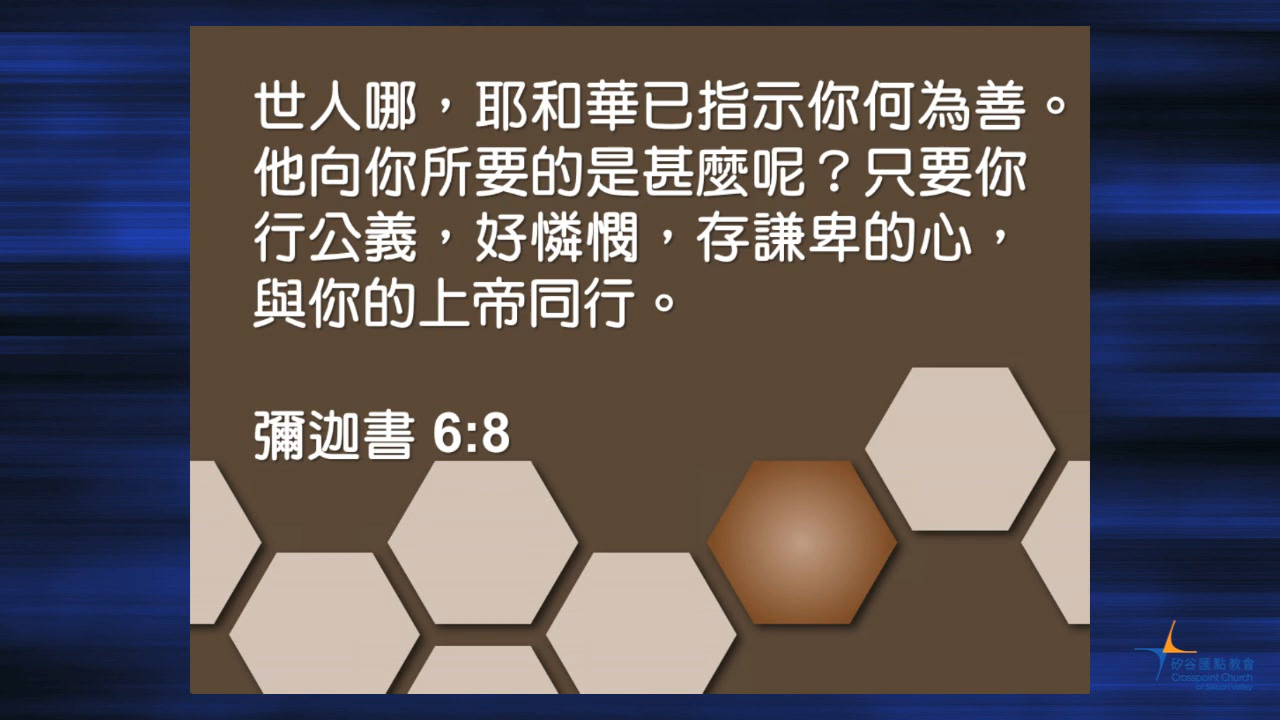 世人哪，耶和華已指示你何為善。
他向你所要的是甚麼呢？只要你
行公義，好憐憫，存謙卑的心，
與你的上帝同行。
彌迦書 6:8
矽谷匯點教會
Crosspoint Church
of Silicon Valley